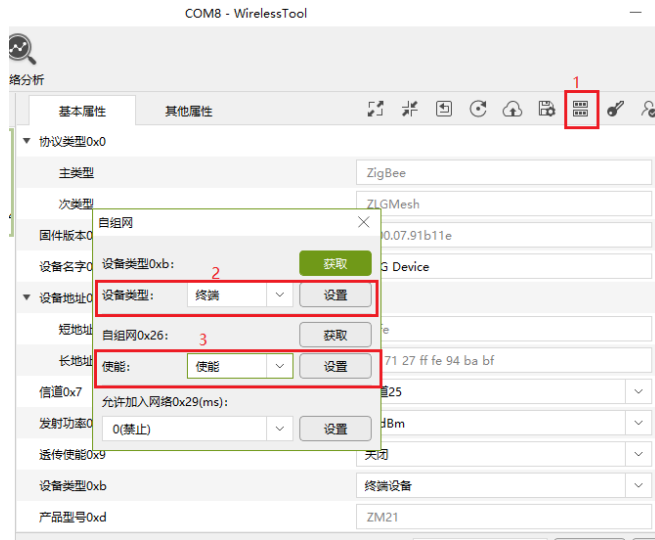 COM8 - WirelessTool
络分析
1
基本属性 其他属性
协议类型0x0
主类型 ZigBee
次类型 ZLGMesh
自组网
固件版本0 00.07.91b11e
设备名字0 G Device
设备类型0xb: 获取
2
设备类型: 终端 设置
设备地址0
短地址 fe
自组网0x26: 获取
3
长地址 71 27 ff fe 94 ba bf
使能: 使能 设置
信道0x7 道25
允许加入网络0x29(ms):
发射功率0 dBm
0(禁止) 设置
透传使能0x9 关闭
设备类型0xb 终端设备
产品型号0xd ZM21